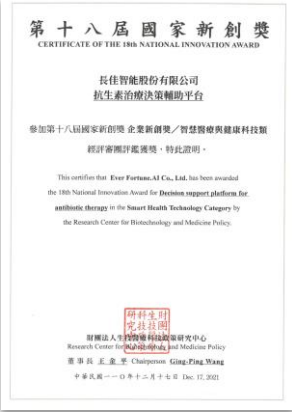 第十八屆國家新創獎
CERTIFICATE OF THE 18th NATIONAL INNOVATION AWARD
長佳智能股份有限公司
抗生素治療決策輔助平台
參加第十八屆國家新創獎 企業新創獎／智慧醫療與健康科技類
經評審團評鑑獲獎，特此證明。
This certifies that Ever Fortune.AI Co., Ltd. has been awarded
the 18th National Innovation Award for Decision support platform for
antibiotic therapy in the Smart Health Technology Category by
the Research Center for Biotechnology and Medicine Policy.
財團法人生技醫療科技政策研究中心
Research Center for Biotechnology and Medicine Policy
董事長 王金平 Chairperson Ging-Ping Wang
中華民國一一〇年十二月十七日 Dec. 17, 2021